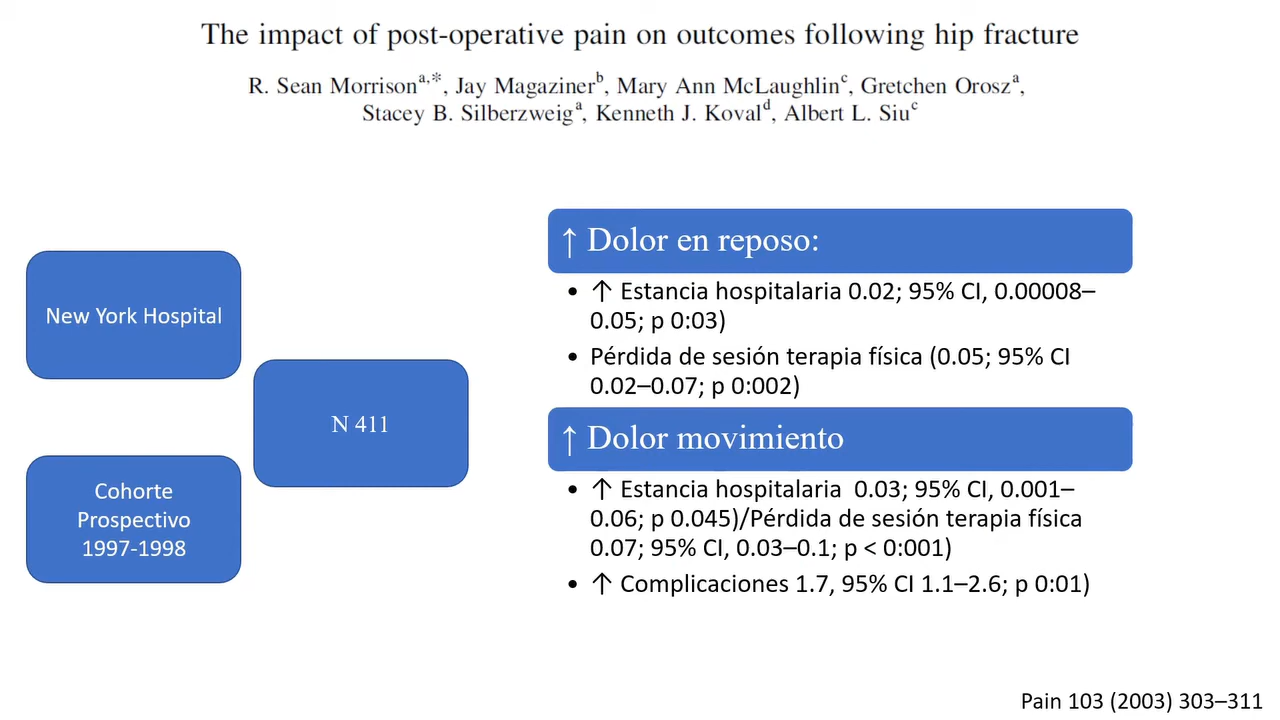 The impact of post-operative pain on outcomes following hip fracture
R. Sean Morrisona,*, Jay Magazinerb, Mary Ann McLaughlinc, Gretchen Orosza,
Stacey B. Silberzweiga, Kenneth J. Kovald, Albert L. Siuc
New York Hospital
Cohorte
Prospectivo
1997-1998
N 411
↑ Dolor en reposo:
• ↑ Estancia hospitalaria 0.02; 95% CI, 0.00008–
0.05; p 0:03)
• Pérdida de sesión terapia física (0.05; 95% CI
0.02–0.07; p 0:002)
↑ Dolor movimiento
• ↑ Estancia hospitalaria 0.03; 95% CI, 0.001–
0.06; p 0.045)/Pérdida de sesión terapia física
0.07; 95% CI, 0.03–0.1; p < 0:001)
• ↑ Complicaciones 1.7, 95% CI 1.1–2.6; p 0:01)
Pain 103 (2003) 303–311